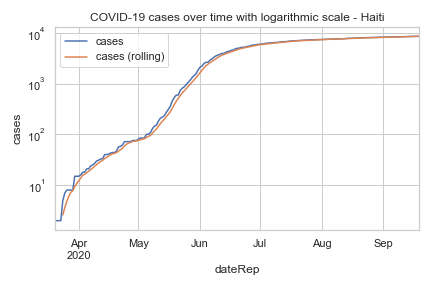 COVID-19 cases over time with logarithmic scale - Haiti
cases
cases (rolling)
10⁴
10³
10²
10¹
cases
Apr
2020
May
Jun
Jul
Aug
Sep
dateRep